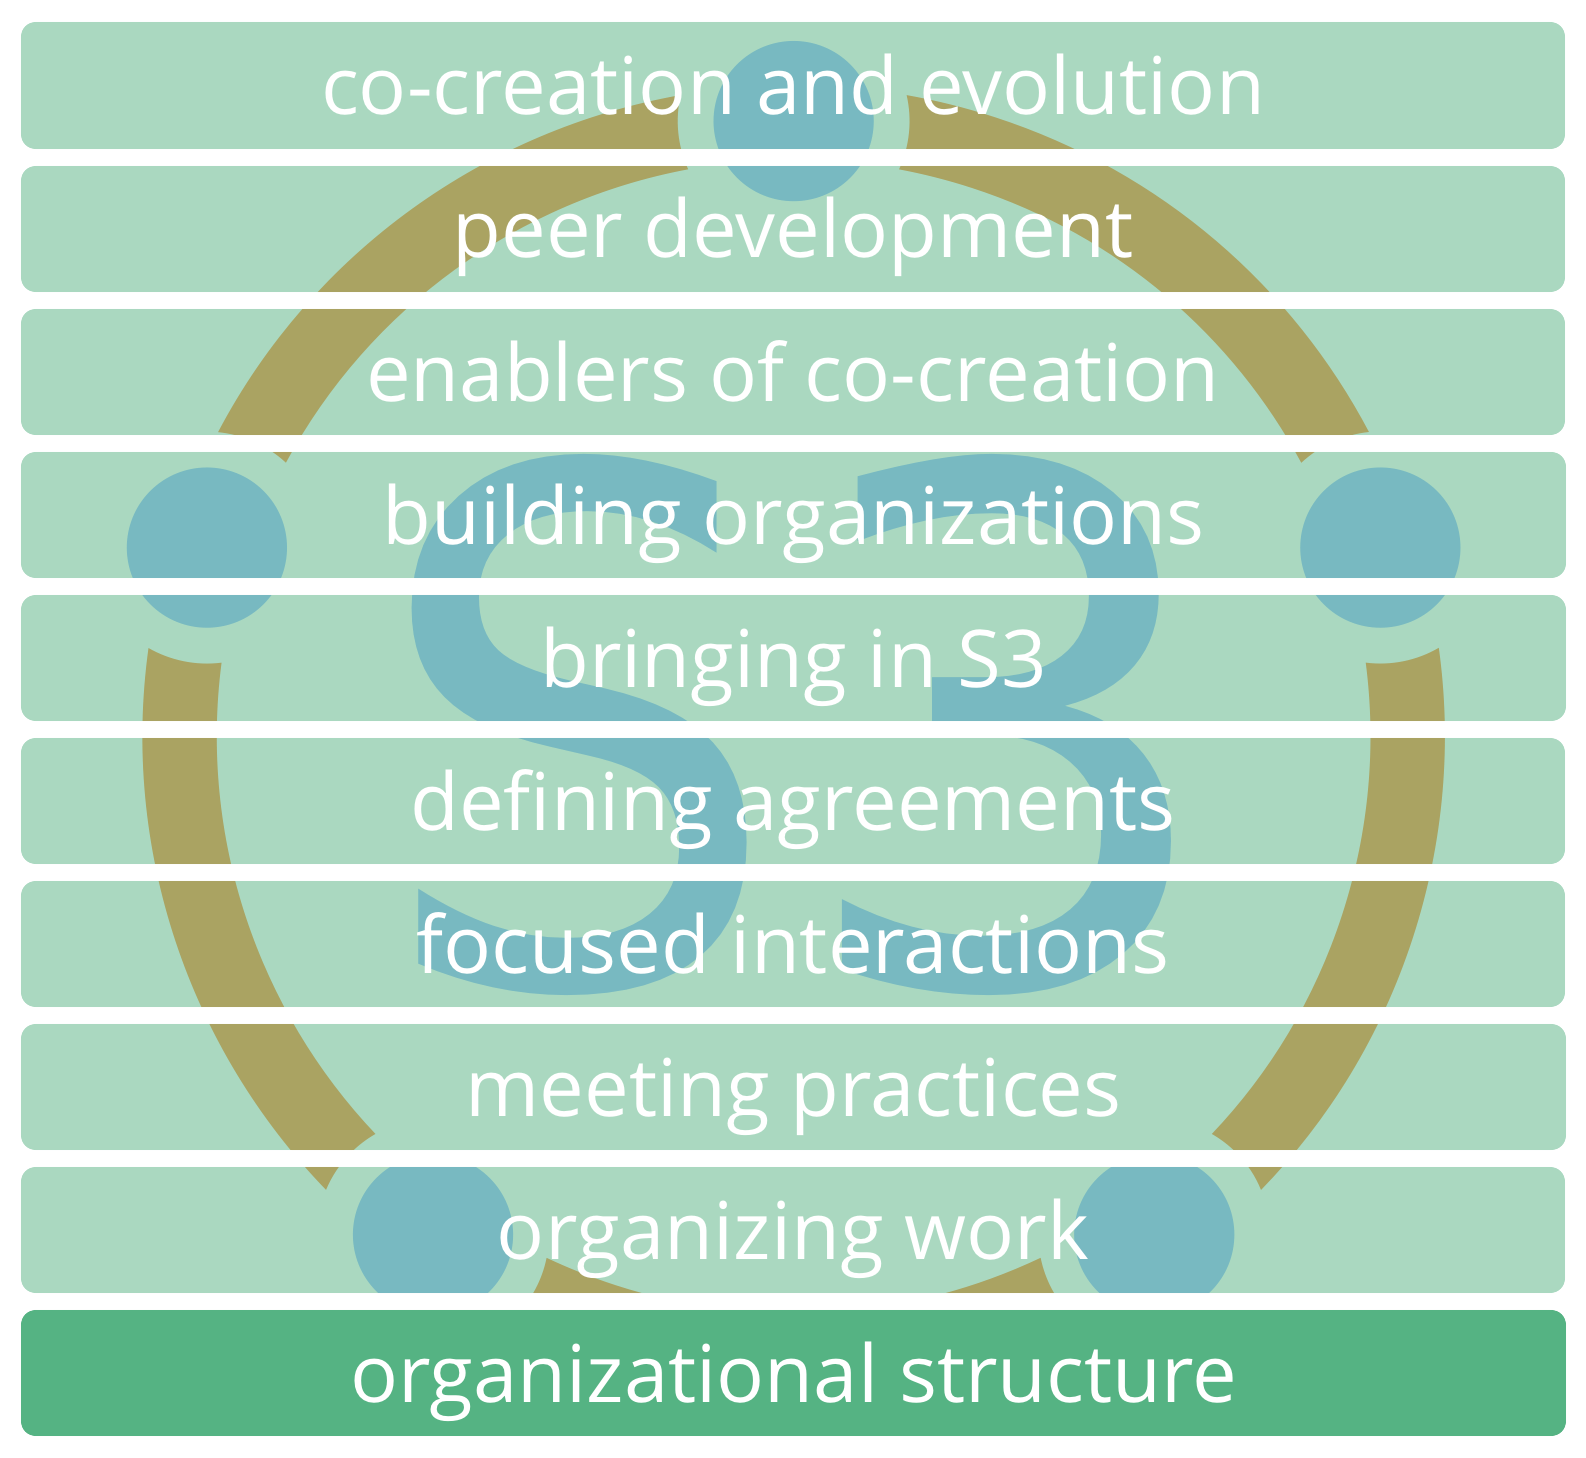 co-creation and evolution
peer development
enablers of co-creation
building organizations
bringing in S3
defining agreements
focused interactions
meeting practices
organizing work
organizational structure
S3